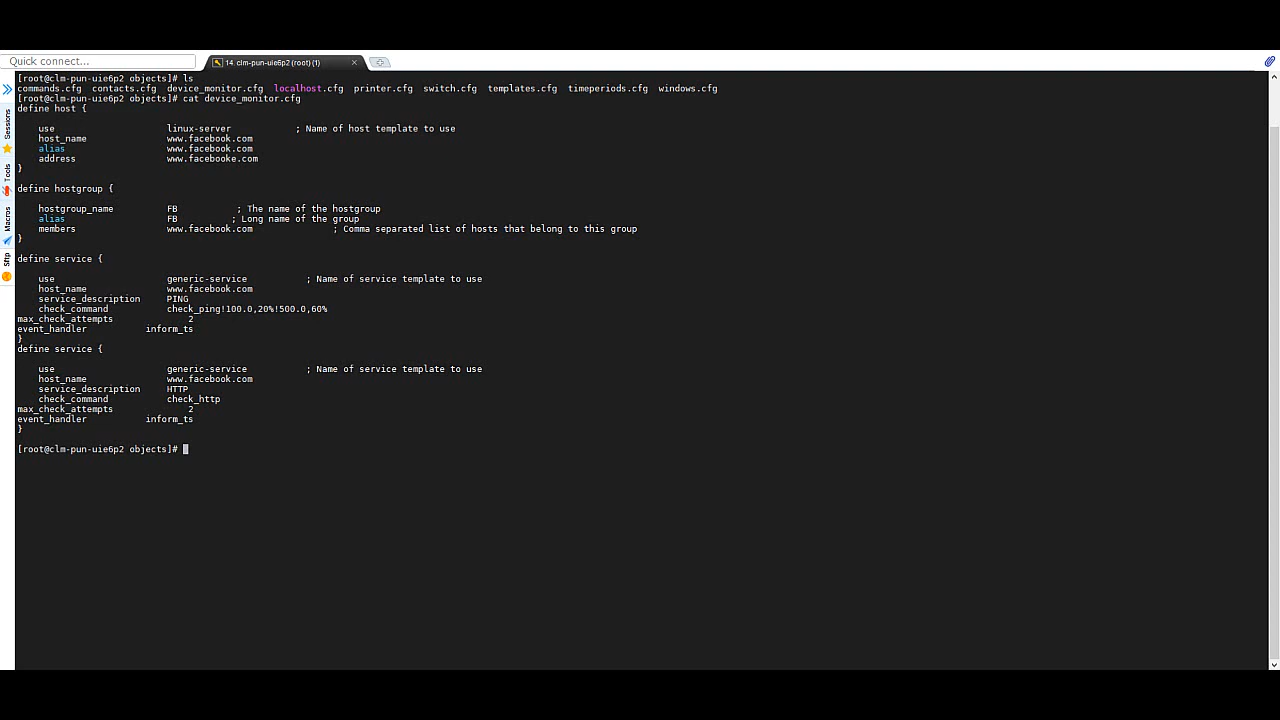 Quick connect...
14. clm-pun-uie6p2 (root) (1)
[root@clm-pun-uie6p2 objects]# ls
commands.cfg contacts.cfg device_monitor.cfg localhost.cfg printer.cfg switch.cfg templates.cfg timeperiods.cfg windows.cfg
[root@clm-pun-uie6p2 objects]# cat device_monitor.cfg
define host {
use linux-server ; Name of host template to use
host_name www.facebook.com
alias www.facebook.com
address www.facebooke.com
}
define hostgroup {
hostgroup_name FB ; The name of the hostgroup
alias FB ; Long name of the group
members www.facebook.com ; Comma separated list of hosts that belong to this group
}
define service {
use generic-service ; Name of service template to use
host_name www.facebook.com
service_description PING
check_command check_ping!100.0,20%!500.0,60%
max_check_attempts 2
event_handler inform_ts
}
define service {
use generic-service ; Name of service template to use
host_name www.facebook.com
service_description HTTP
check_command check_http
max_check_attempts 2
event_handler inform_ts
}
[root@clm-pun-uie6p2 objects]#
Sessions
Tools
Macros
Sftp